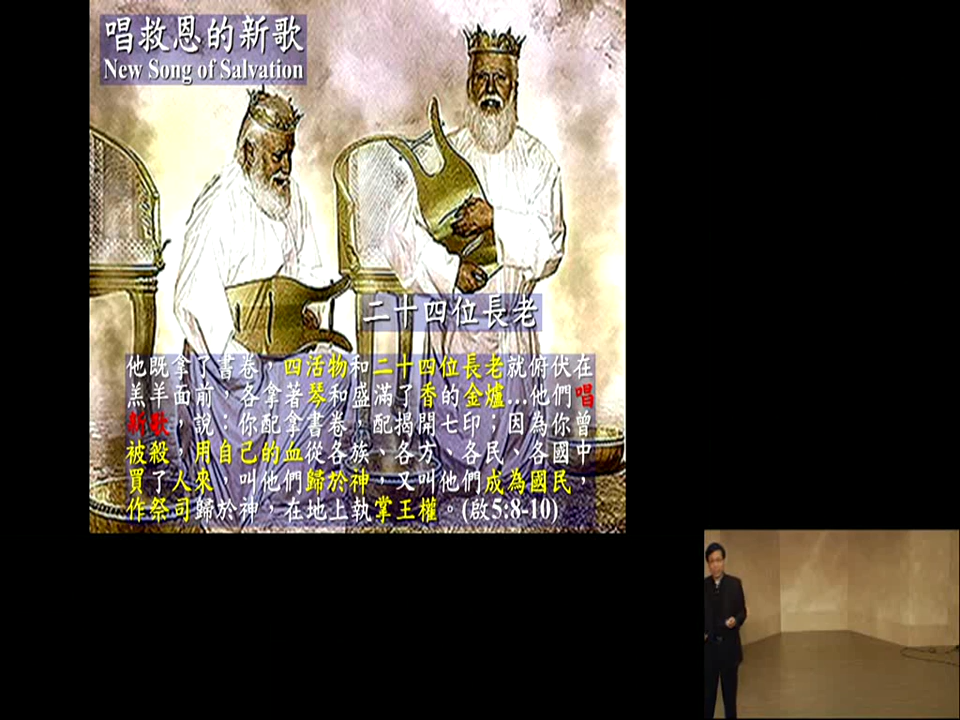 唱救恩的新歌
New Song of Salvation
二十四位長老
他既拿了書卷，四活物和二十四位長老就俯伏在
羔羊面前，各拿著琴和盛滿了香的金爐...他們唱
新歌，說：你配拿書卷，配揭開七印；因為你曾
被殺，用自己的血從各族、各方、各民、各國中
買了人來，叫他們歸於神，又叫他們成為國民，
作祭司歸於神，在地上執掌王權。(啟5:8-10)